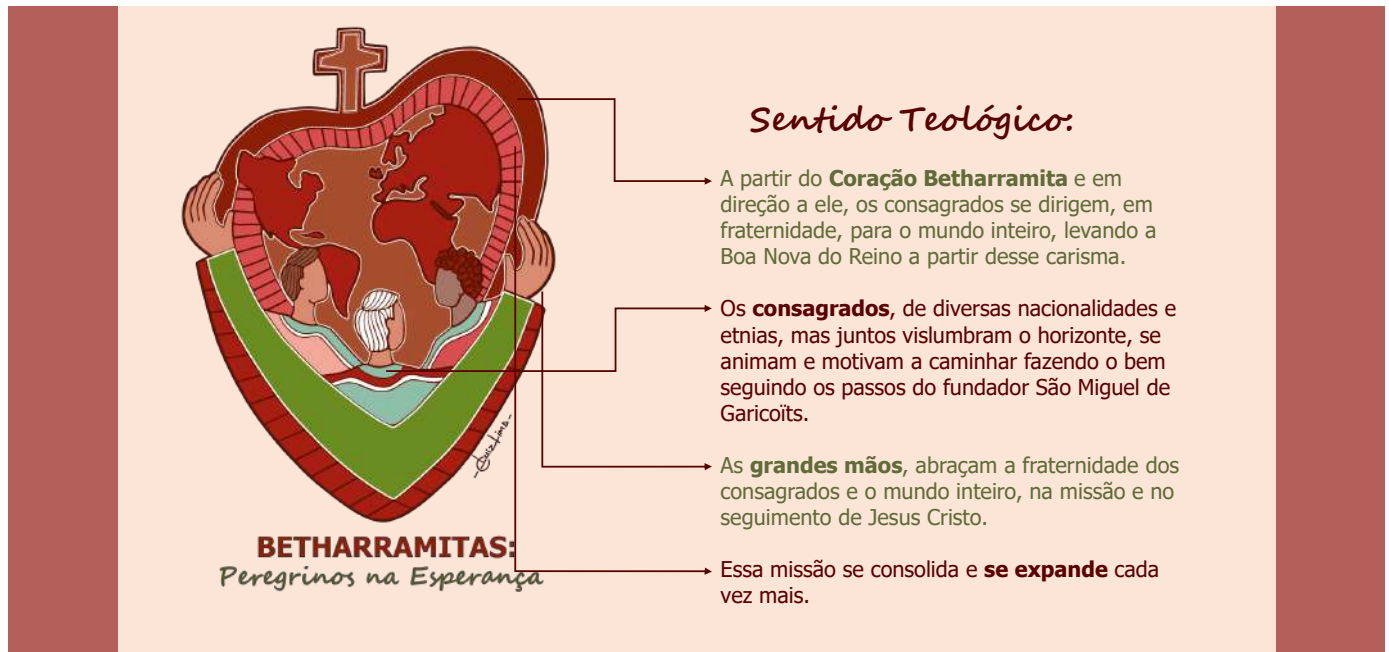 Sentido Teológico:
A partir do Coração Betharramita e em
direção a ele, os consagrados se dirigem, em
fraternidade, para o mundo inteiro, levando a
Boa Nova do Reino a partir desse carisma.
Os consagrados, de diversas nacionalidades e
etnias, mas juntos vislumbram o horizonte, se
animam e motivam a caminhar fazendo o bem
seguindo os passos do fundador São Miguel de
Garicoïts.
As grandes mãos, abraçam a fraternidade dos
consagrados e o mundo inteiro, na missão e no
seguimento de Jesus Cristo.
Essa missão se consolida e se expande cada
vez mais.
-Luiz Lima-
BETHARRAMITAS:
Peregrinos na Esperança